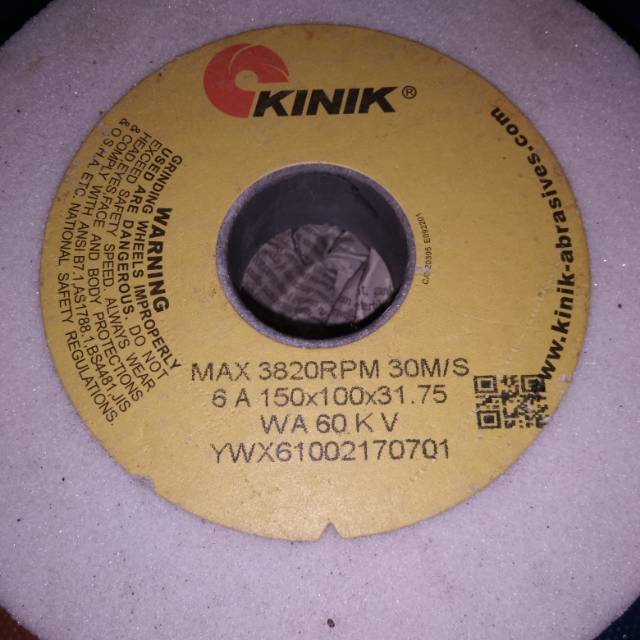 KINIK®
www.kinik-abrasives.com
WARNING
GRINDING WHEELS IMPROPERLY
USED ARE DANGEROUS. DO NOT
EXCEED SAFETY SPEED. ALWAYS WEAR
FACE AND BODY PROTECTIONS
WITH ANSI B7.1,AS1788.1,BS4481,JIS
& O.S.H.A. ETC NATIONAL SAFETY REGULATIONS.
MAX 3820RPM 30M/S
6 A 150x100x31.75
WA 60 K V
YWX61002170701